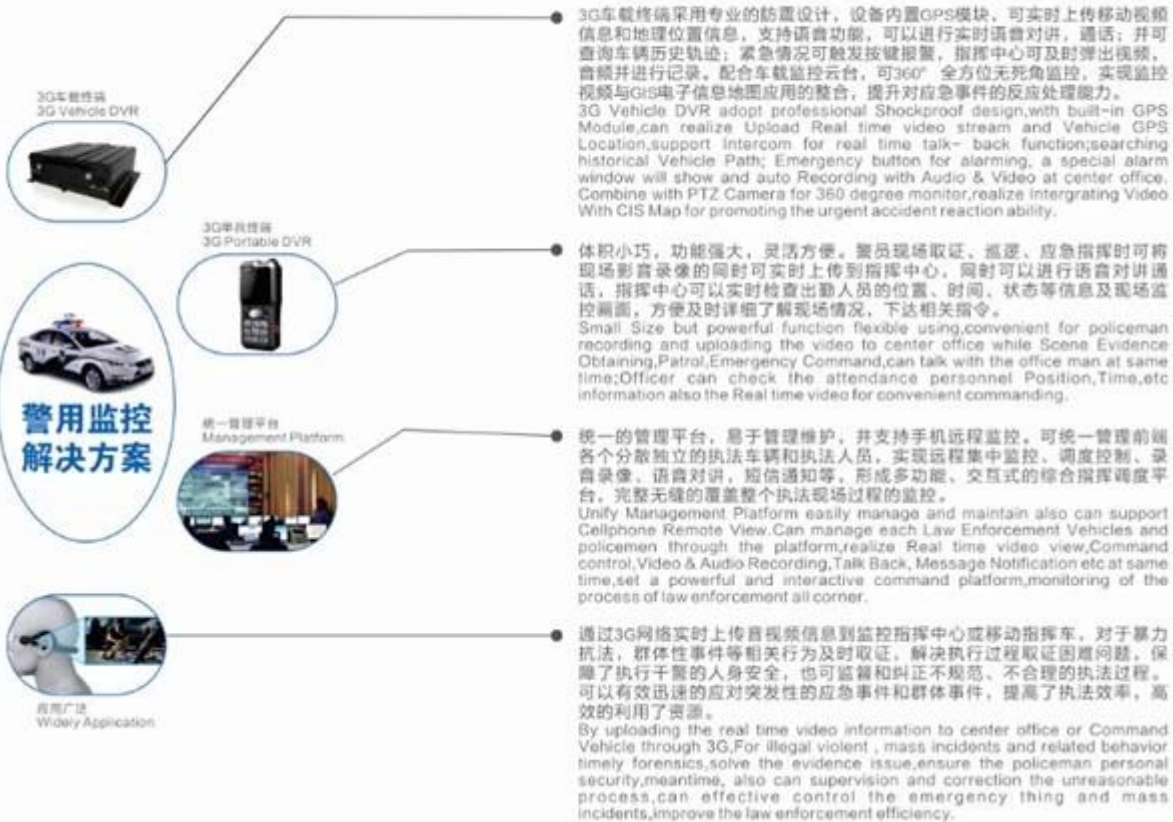 3G车载终端
3G Vehicle DVR
3G车载终端采用专业的防震设计，设备内置GPS模块，可实时上传移动视频
信息和地理位置信息，支持语音功能，可以进行实时语音对讲，通话；并可
查询车辆历史轨迹；紧急情况可触发按键报警，指挥中心可及时弹出视频，
音频并进行记录。配合车载监控云台，可360° 全方位无死角监控，实现监控
视频与GIS电子信息地图应用的整合，提升对应急事件的反应处理能力。
3G Vehicle DVR adopt professional Shockproof design,with built-in GPS
Module,can realize Upload Real time video stream and Vehicle GPS
Location,support Intercom for real time talk- back function;searching
historical Vehicle Path; Emergency button for alarming, a special alarm
window will show and auto Recording with Audio & Video at center office.
Combine with PTZ Camera for 360 degree monitor,realize Intergrating Video
With CIS Map for promoting the urgent accident reaction ability.
3G单兵终端
3G Portable DVR
体积小巧，功能强大，灵活方便。警员现场取证、巡逻、应急指挥时可将
现场影音录像的同时可实时上传到指挥中心，同时可以进行语音对讲通
话，指挥中心可以实时检查出勤人员的位置、时间、状态等信息及现场监
控画面，方便及时详细了解现场情况，下达相关指令。
Small Size but powerful function flexible using,convenient for policeman
recording and uploading the video to center office while Scene Evidence
Obtaining,Patrol,Emergency Command,can talk with the office man at same
time;Officer can check the attendance personnel Position,Time,etc
information also the Real time video for convenient commanding.
警用监控
解决方案
统一管理平台
Management Platform
统一的管理平台，易于管理维护，并支持手机远程监控。可统一管理前端
各个分散独立的执法车辆和执法人员，实现远程集中监控、调度控制、录
音录像、语音对讲，短信通知等，形成多功能、交互式的综合指挥调度平
台。完整无缝的覆盖整个执法现场过程的监控。
Unify Management Platform easily manage and maintain also can support
Cellphone Remote View.Can manage each Law Enforcement Vehicles and
policemen through the platform,realize Real time video view,Command
control,Video & Audio Recording,Talk Back, Message Notification etc at same
time,set a powerful and interactive command platform,monitoring of the
process of law enforcement all corner.
应用广泛
Widely Application
通过3G网络实时上传音视频信息到监控指挥中心或移动指挥车，对于暴力
抗法，群体性事件等相关行为及时取证，解决执行过程取证困难问题，保
障了执行干警的人身安全，也可监督和纠正不规范、不合理的执法过程。
可以有效迅速的应对突发性的应急事件和群体事件，提高了执法效率，高
效的利用了资源。
By uploading the real time video information to center office or Command
Vehicle through 3G,For illegal violent , mass incidents and related behavior
timely forensics,solve the evidence issue,ensure the policeman personal
security,meantime, also can supervision and correction the unreasonable
process,can effective control the emergency thing and mass
incidents,improve the law enforcement efficiency.